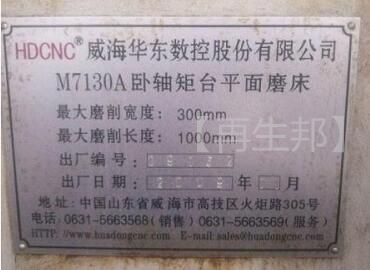 HDCNC® 威海华东数控股份有限公司
M7130A卧轴矩台平面磨床
最大磨削宽度: 300mm
最大磨削长度: 1000mm
【再生邦】
出厂编号:
出厂日期: 2009 年 月
地址: 中国山东省威海市高技区火炬路305号
电话: 0631-5663568(销售) 0631-5663569(服务)
HTTP://www.huadongcnc.com E-mail:sales@huadongcnc.com